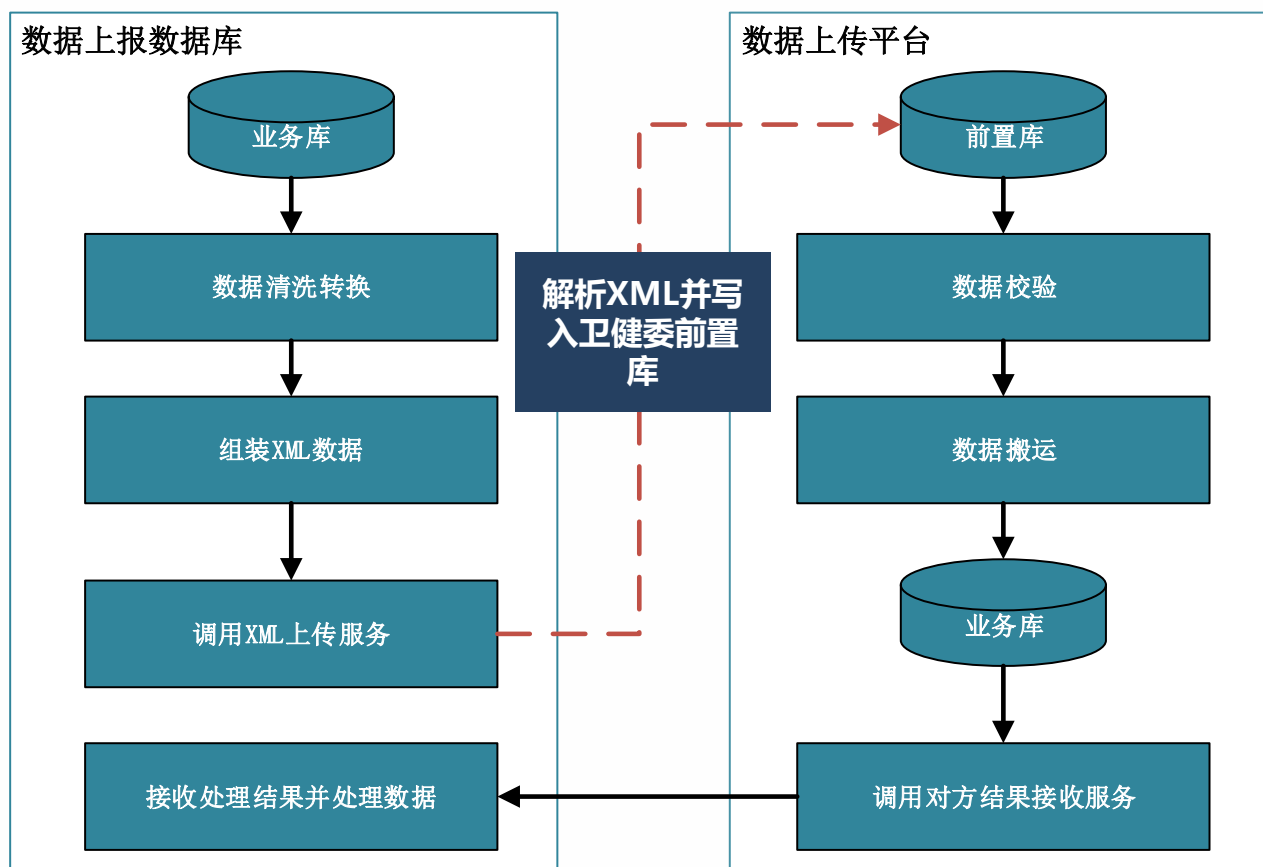 数据上报数据库
业务库
数据清洗转换
组装XML数据
调用XML上传服务
接收处理结果并处理数据
解析XML并写
入卫健委前置
库
数据上传平台
前置库
数据校验
数据搬运
业务库
调用对方结果接收服务